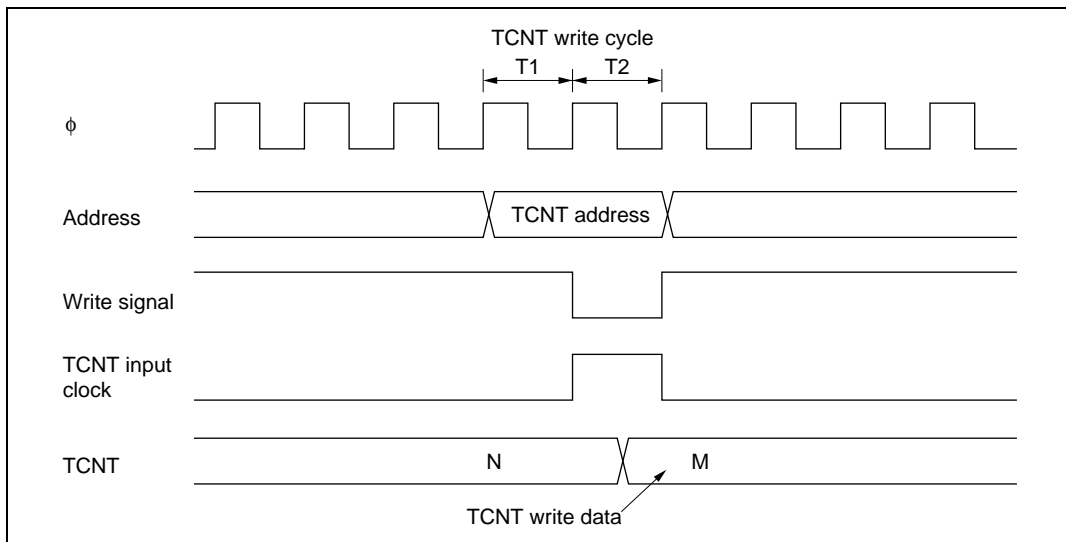 TCNT write cycle
T1 T2
ϕ
Address
TCNT address
Write signal
TCNT input
clock
TCNT
N M
TCNT write data